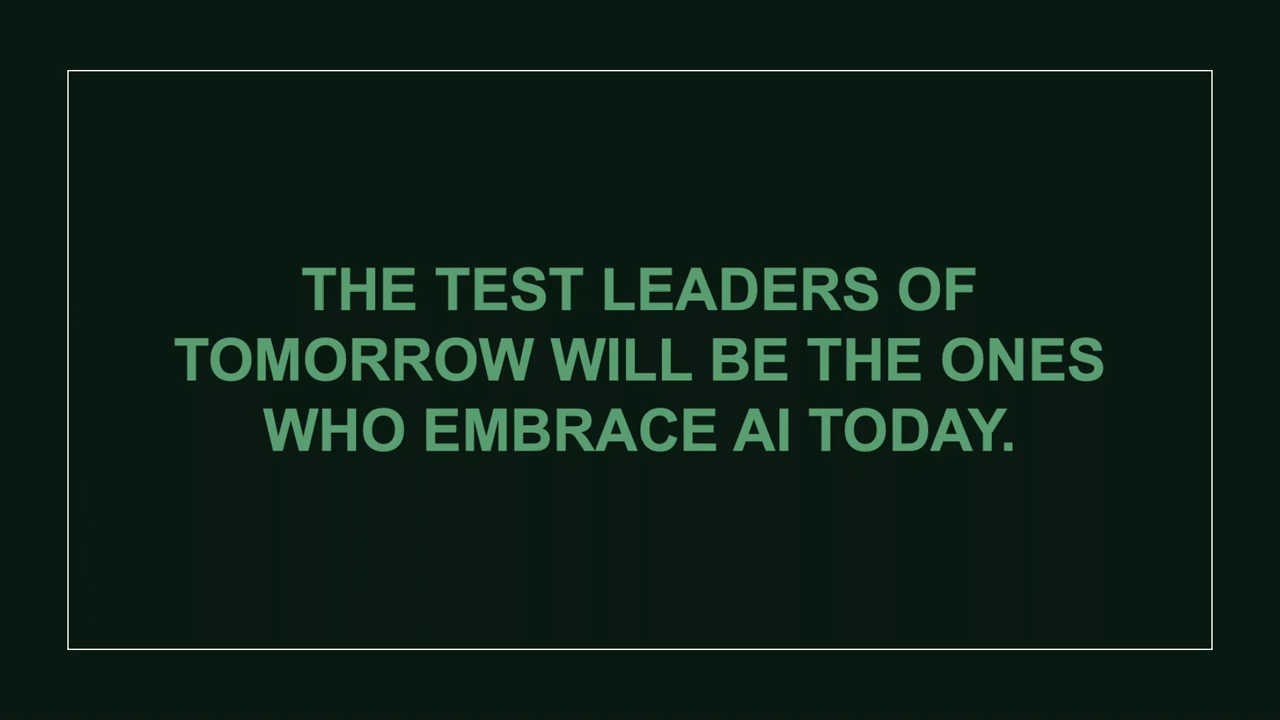 THE TEST LEADERS OF
TOMORROW WILL BE THE ONES
WHO EMBRACE AI TODAY.